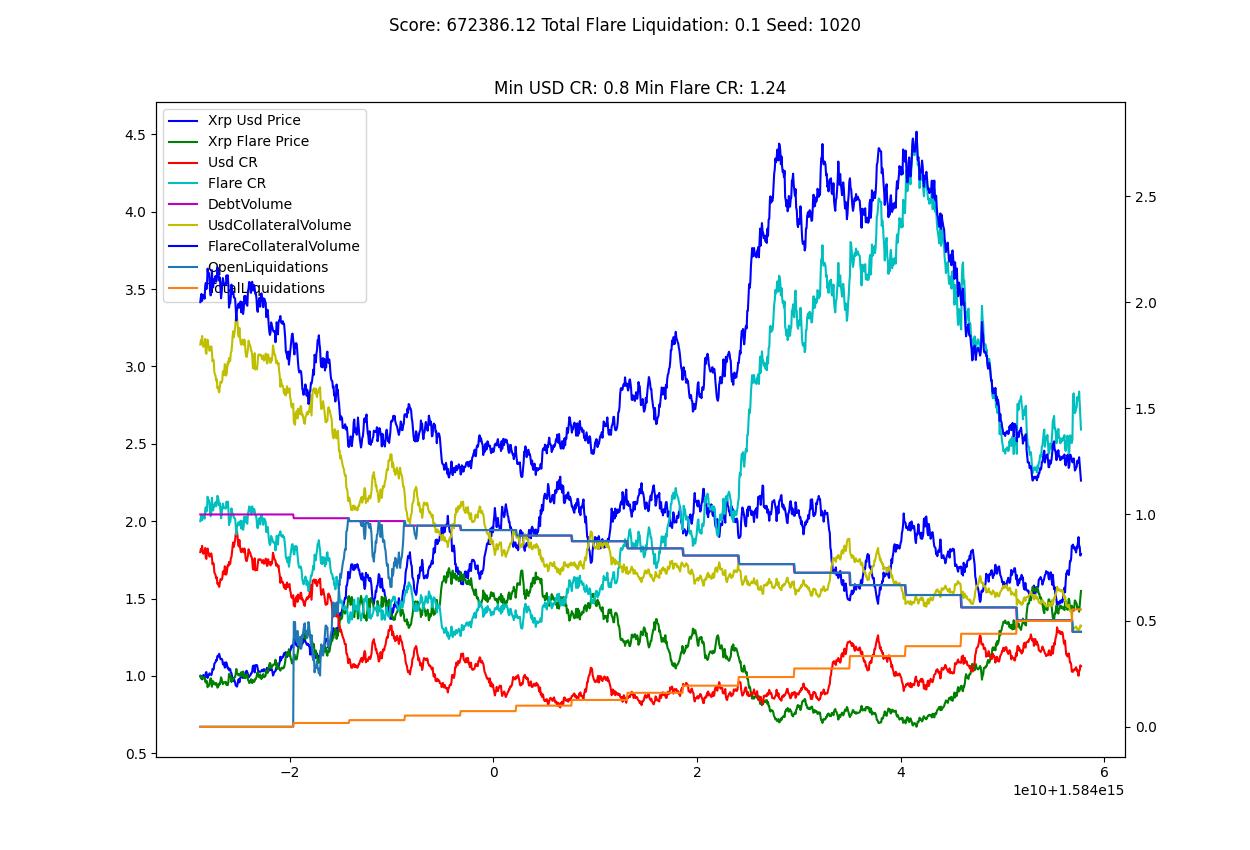 Score: 672386.12 Total Flare Liquidation: 0.1 Seed: 1020
Min USD CR: 0.8 Min Flare CR: 1.24
Xrp Usd Price
Xrp Flare Price
Usd CR
Flare CR
DebtVolume
UsdCollateralVolume
FlareCollateralVolume
OpenLiquidations
TotalLiquidations
4.5
4.0
3.5
3.0
2.5
2.0
1.5
1.0
0.5
2.5
2.0
1.5
1.0
0.5
0.0
−2 0 2 4 6
1e10+1.584e15